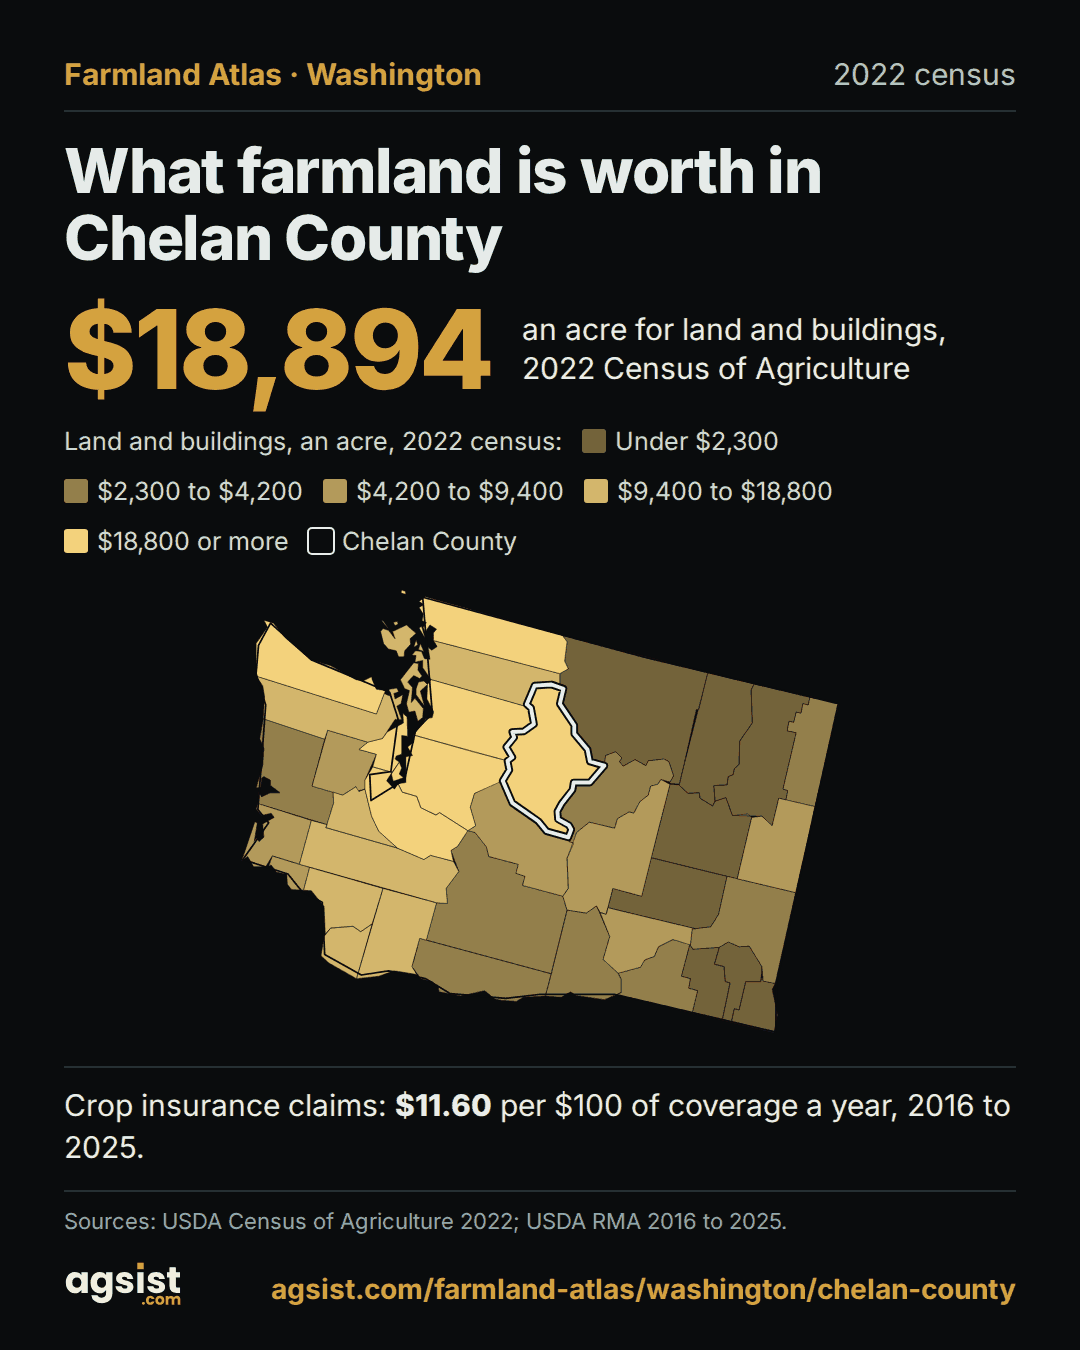 Farmland Atlas · Washington
2022 census
What farmland is worth in
Chelan County
$18,894
an acre for land and buildings,
2022 Census of Agriculture
Land and buildings, an acre, 2022 census: Under $2,300
$2,300 to $4,200 $4,200 to $9,400 $9,400 to $18,800
$18,800 or more Chelan County
Crop insurance claims: $11.60 per $100 of coverage a year, 2016 to
2025.
Sources: USDA Census of Agriculture 2022; USDA RMA 2016 to 2025.
agsist
.com
agsist.com/farmland-atlas/washington/chelan-county